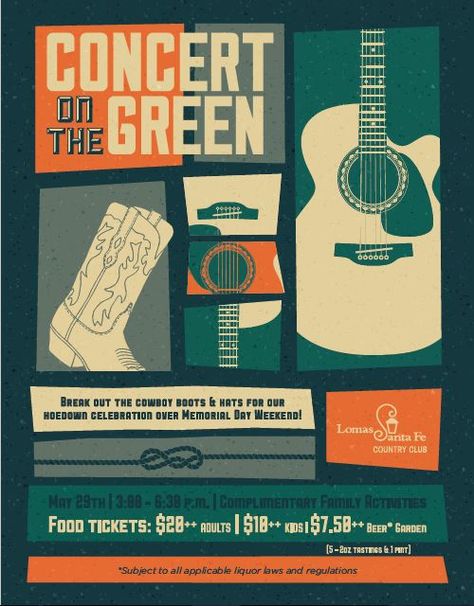 CONCERT
ON
THE GREEN
Break out the cowboy boots & hats for our
hoedown celebration over Memorial Day Weekend!
Lomas Santa Fe
COUNTRY CLUB
May 29th | 3:00 - 6:30 p.m. | Complimentary Family Activities
Food tickets: $20++ adults | $10++ kids | $7.50++ Beer* Garden
(5 - 2oz tastings & 1 pint)
*Subject to all applicable liquor laws and regulations